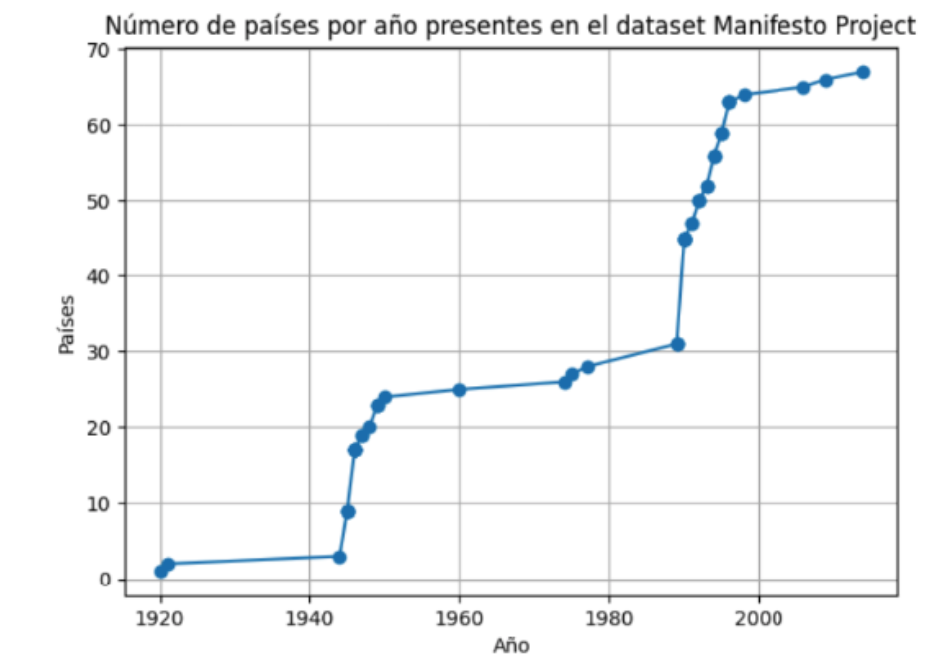 Número de países por año presentes en el dataset Manifesto Project
70
60
50
40
30
20
10
0
Países
1920 1940 1960 1980 2000
Año